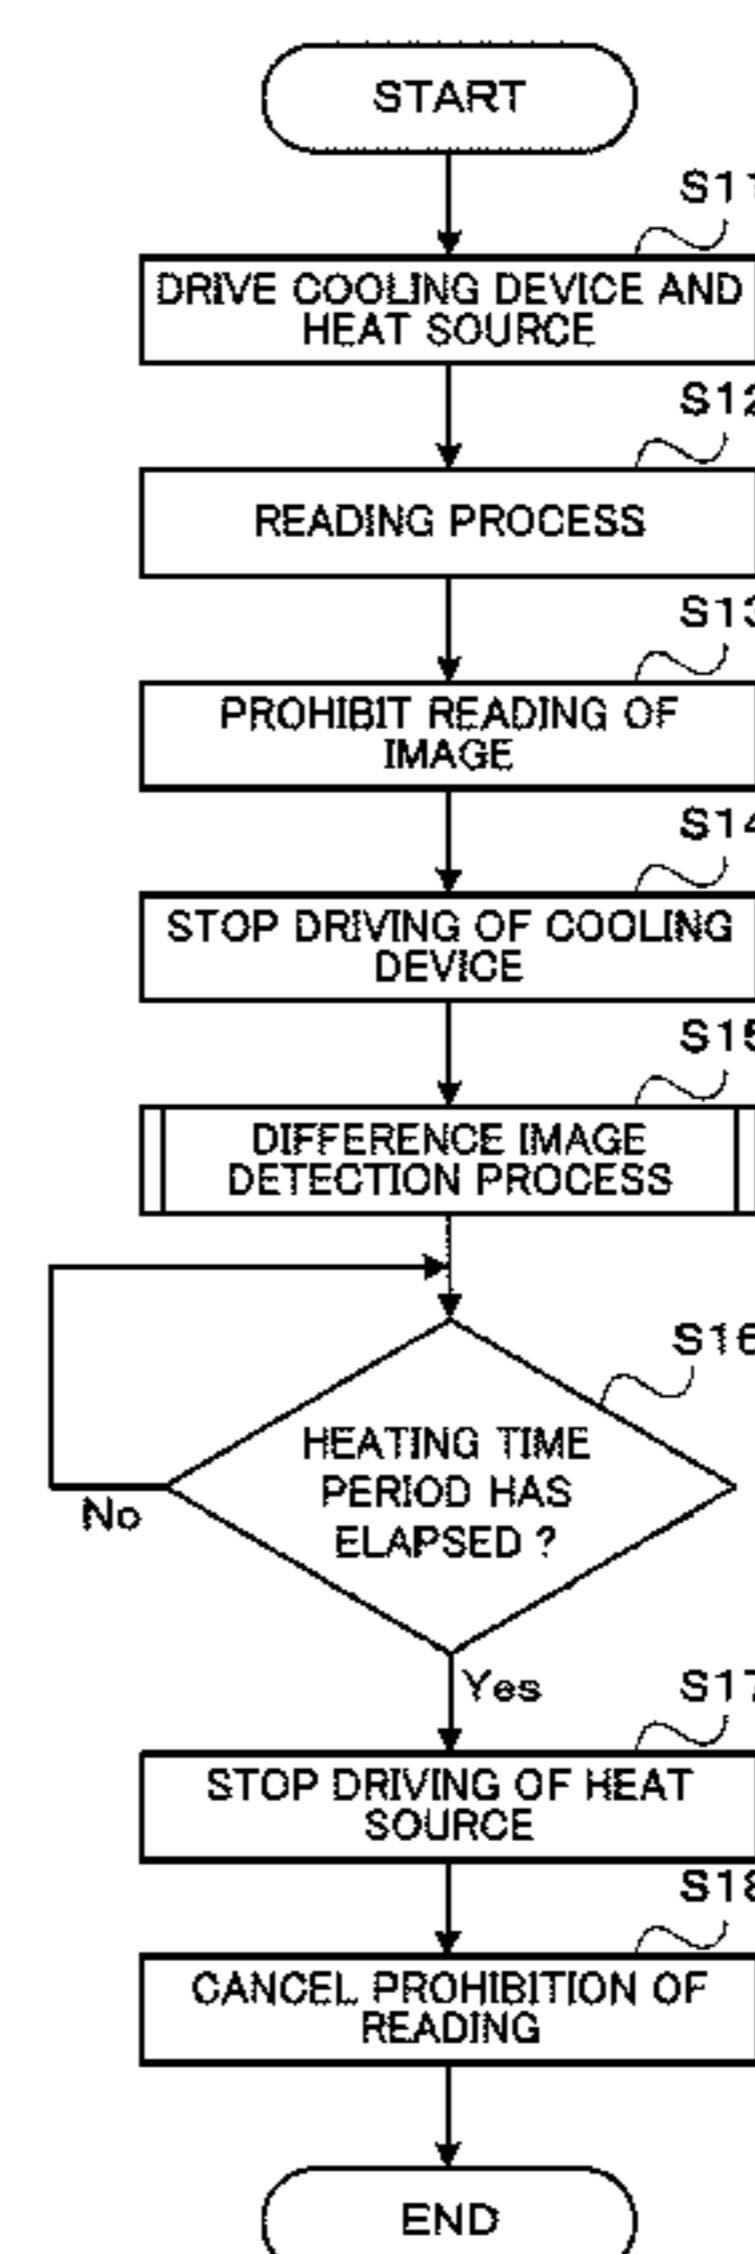 START
S11
DRIVE COOLING DEVICE AND
HEAT SOURCE
S12
READING PROCESS
S13
PROHIBIT READING OF
IMAGE
S14
STOP DRIVING OF COOLING
DEVICE
S15
DIFFERENCE IMAGE
DETECTION PROCESS
S16
HEATING TIME
PERIOD HAS
ELAPSED ?
No
Yes
S17
STOP DRIVING OF HEAT
SOURCE
S18
CANCEL PROHIBITION OF
READING
END